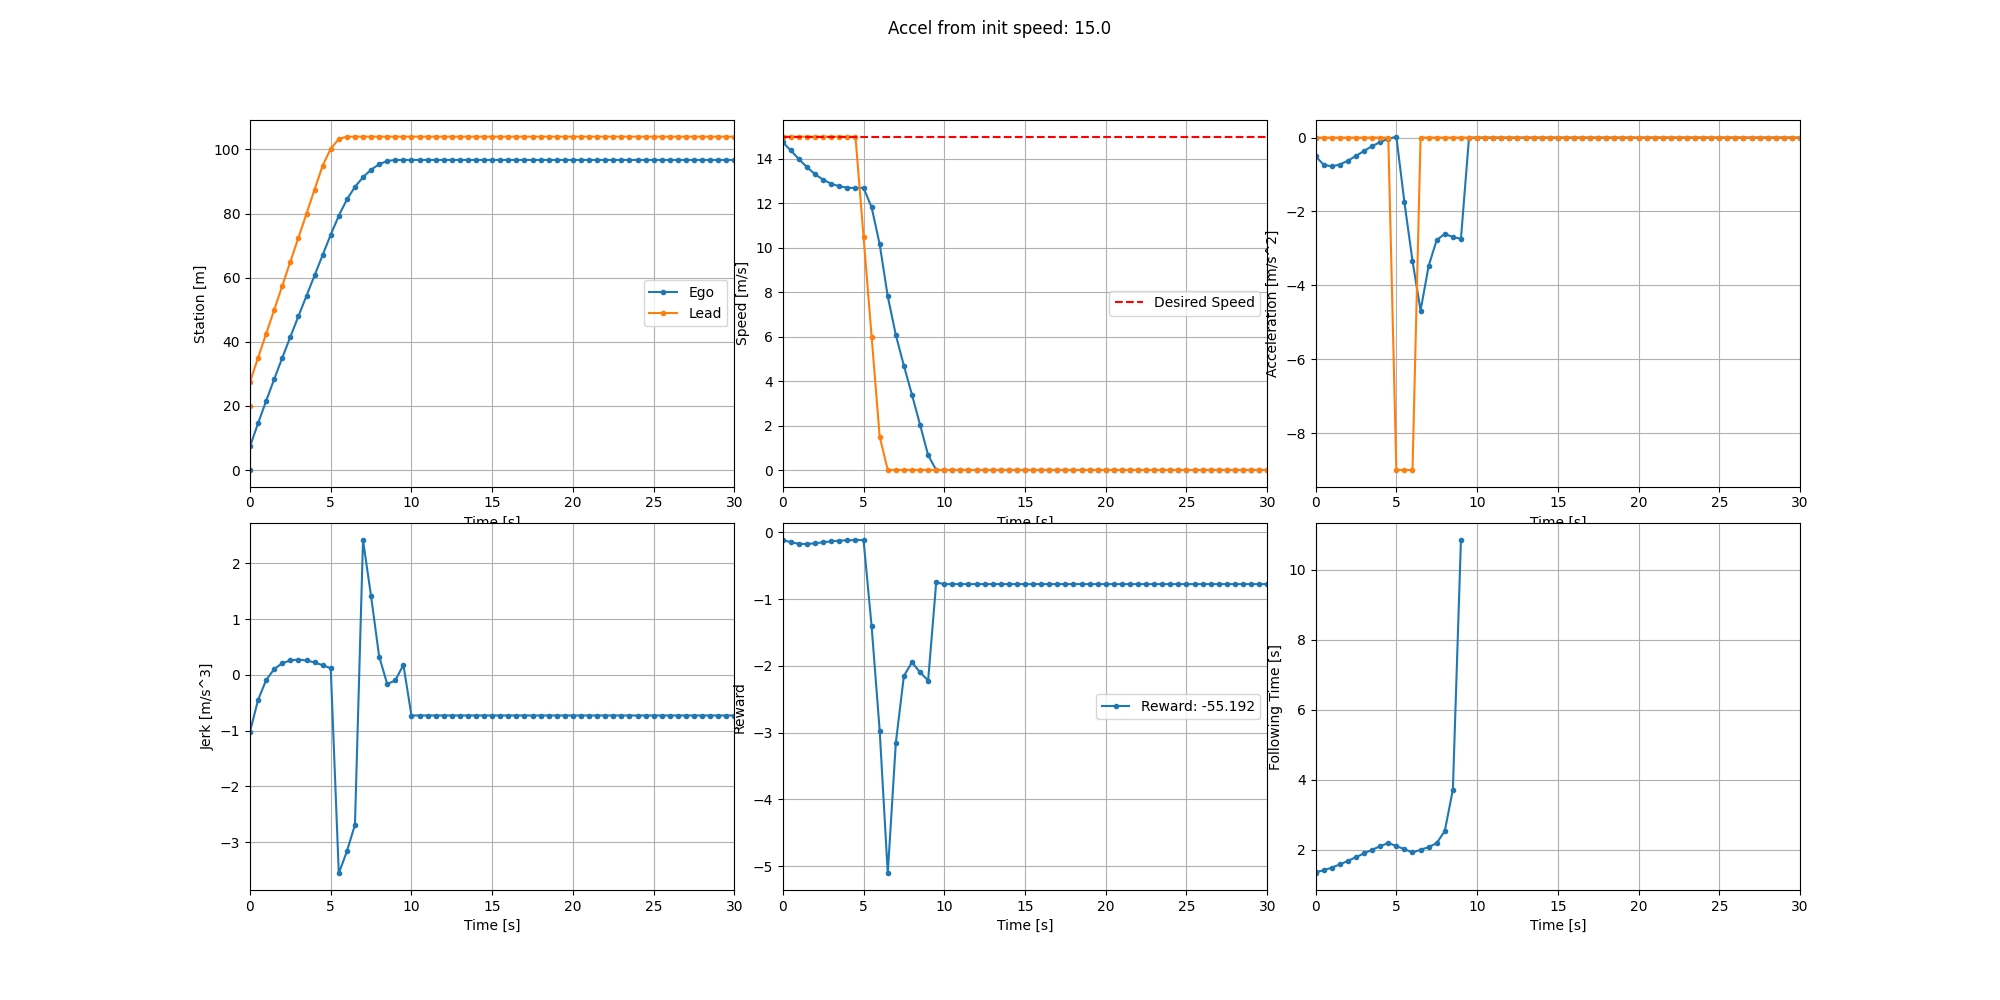 Accel from init speed: 15.0
Station [m]
100
80
60
40
20
0
0 5 10 15 20 25 30
Time [s]
Ego
Lead
Speed [m/s]
14
12
10
8
6
4
2
0
0 5 10 15 20 25 30
Time [s]
Desired Speed
Acceleration [m/s^2]
0
−2
−4
−6
−8
0 5 10 15 20 25 30
Time [s]
Jerk [m/s^3]
2
1
0
−1
−2
−3
0 5 10 15 20 25 30
Time [s]
Reward
0
−1
−2
−3
−4
−5
0 5 10 15 20 25 30
Time [s]
Reward: -55.192
Following Time [s]
10
8
6
4
2
0 5 10 15 20 25 30
Time [s]